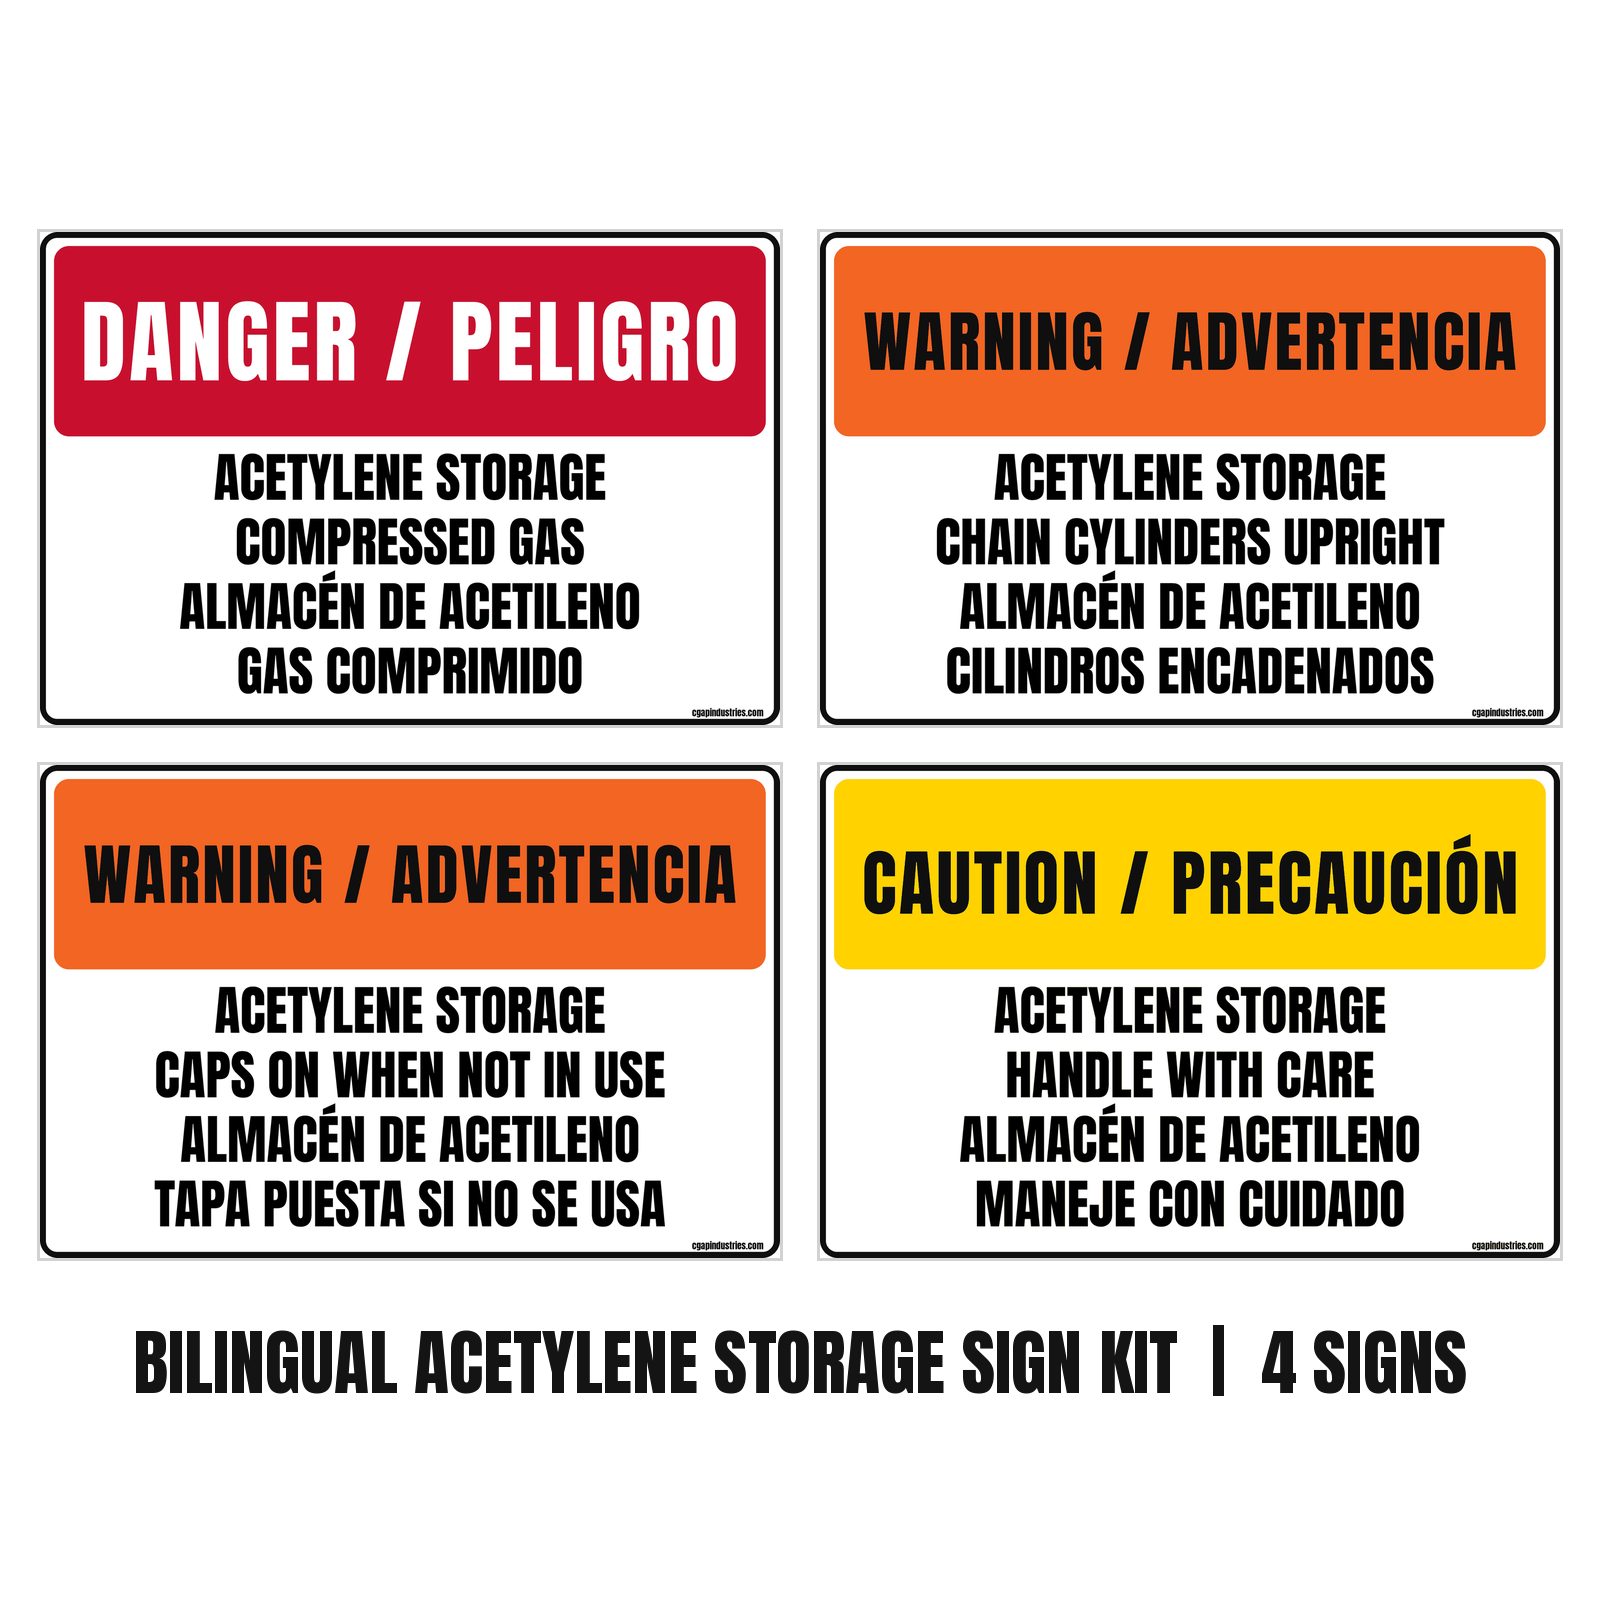 DANGER / PELIGRO
ACETYLENE STORAGE
COMPRESSED GAS
ALMACÉN DE ACETILENO
GAS COMPRIMIDO
cgapindustries.com
WARNING / ADVERTENCIA
ACETYLENE STORAGE
CHAIN CYLINDERS UPRIGHT
ALMACÉN DE ACETILENO
CILINDROS ENCADENADOS
cgapindustries.com
WARNING / ADVERTENCIA
ACETYLENE STORAGE
CAPS ON WHEN NOT IN USE
ALMACÉN DE ACETILENO
TAPA PUESTA SI NO SE USA
cgapindustries.com
CAUTION / PRECAUCIÓN
ACETYLENE STORAGE
HANDLE WITH CARE
ALMACÉN DE ACETILENO
MANEJE CON CUIDADO
cgapindustries.com
BILINGUAL ACETYLENE STORAGE SIGN KIT | 4 SIGNS